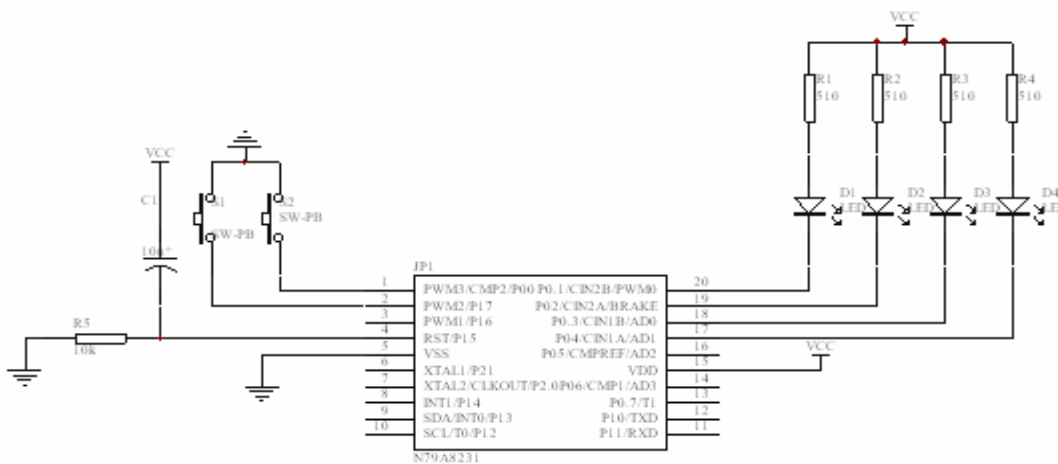 VCC
R1
510
R2
510
R3
510
R4
510
VCC
C1
10u
S1
SW-PB
S2
SW-PB
D1
LED
D2
LED
D3
LED
D4
LED
JP1
1
PWM3/CMP2/P00
P0.1/CIN2B/PWM0
20
2
PWM2/P17
P02/CIN2A/BRAKE
19
3
PWM1/P16
P0.3/CIN1B/AD0
18
R5
10k
4
RST/P15
P04/CIN1A/AD1
17
5
VSS
P05/CMPREF/AD2
16
VCC
6
XTAL1/P21
VDD
15
7
XTAL2/CLKOUT/P2.0
P06/CMP1/AD3
14
8
INT1/P14
P0.7/T1
13
9
SDA/INT0/P13
P10/TXD
12
10
SCL/T0/P12
P11/RXD
11
N79A8231